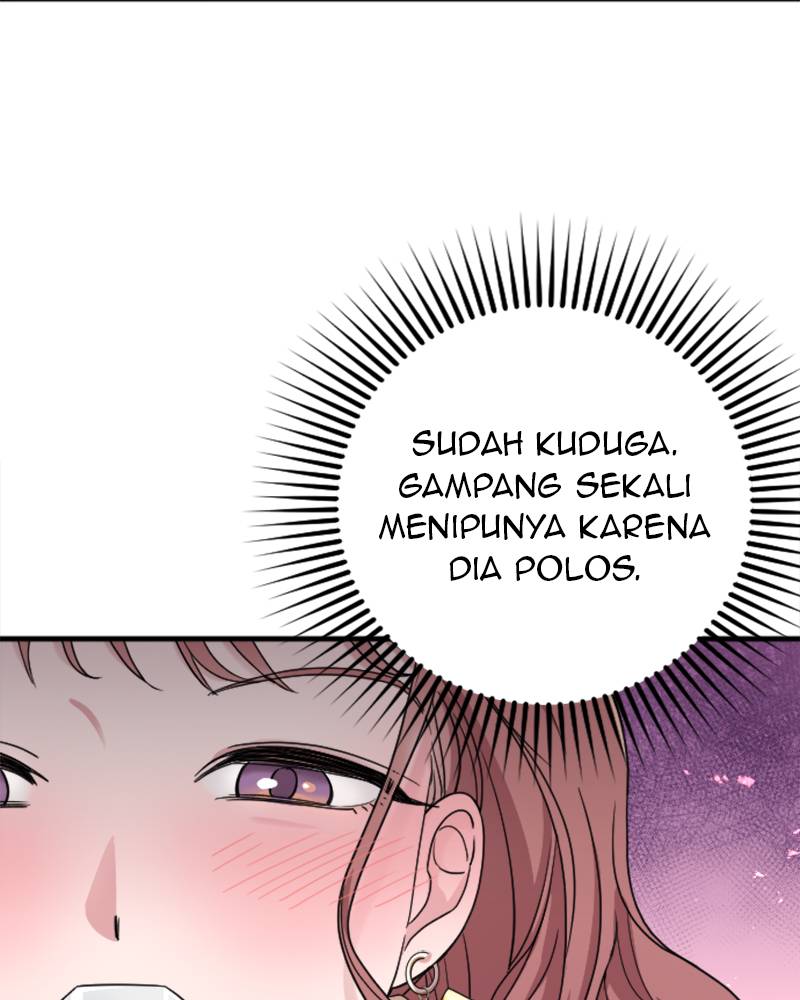 SUDAH KUDUGA.
GAMPANG SEKALI
MENIPUNYA KARENA
DIA POLOS.